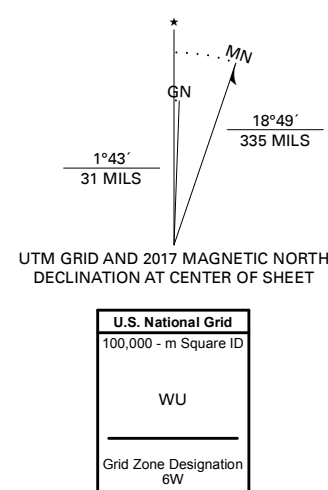 ★
MN
GN
18°49´
335 MILS
1°43´
31 MILS
UTM GRID AND 2017 MAGNETIC NORTH
DECLINATION AT CENTER OF SHEET
U.S. National Grid
100,000 - m Square ID
WU
Grid Zone Designation
6W